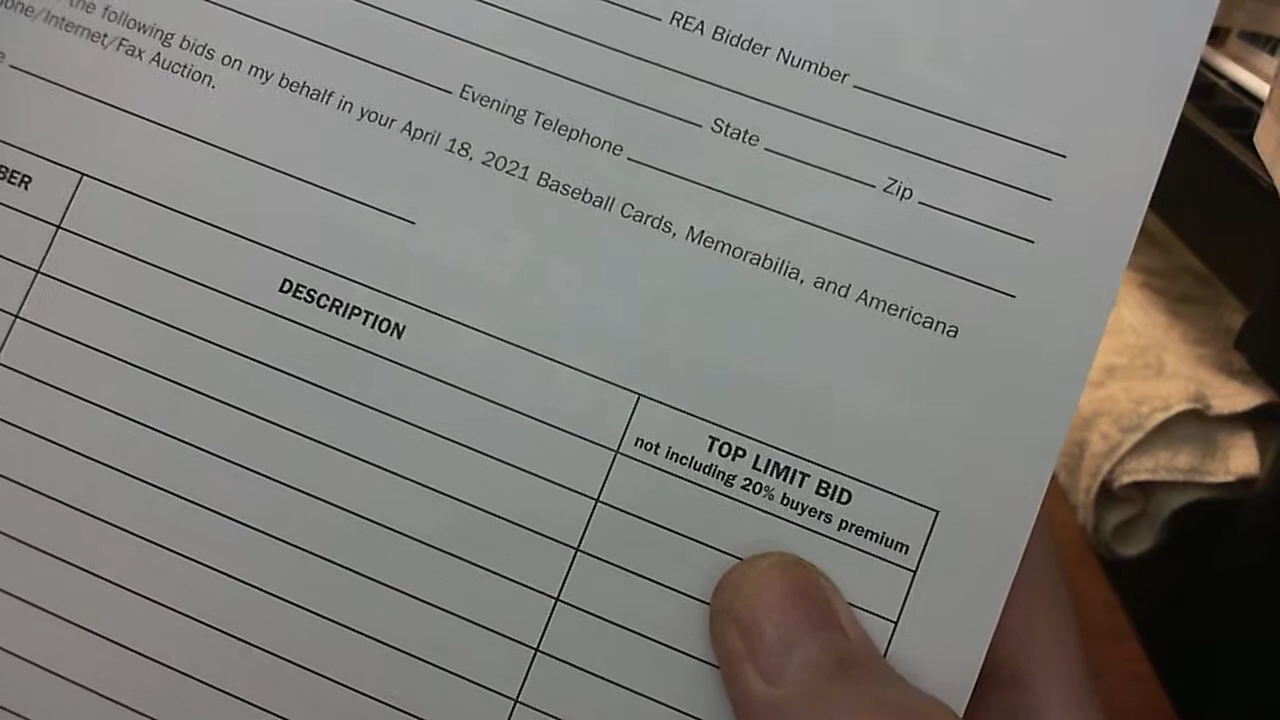 REA Bidder Number
State Zip
Evening Telephone
the following bids on my behalf in your April 18, 2021 Baseball Cards, Memorabilia, and Americana
one/Internet/Fax Auction.
BER DESCRIPTION TOP LIMIT BID
not including 20% buyers premium